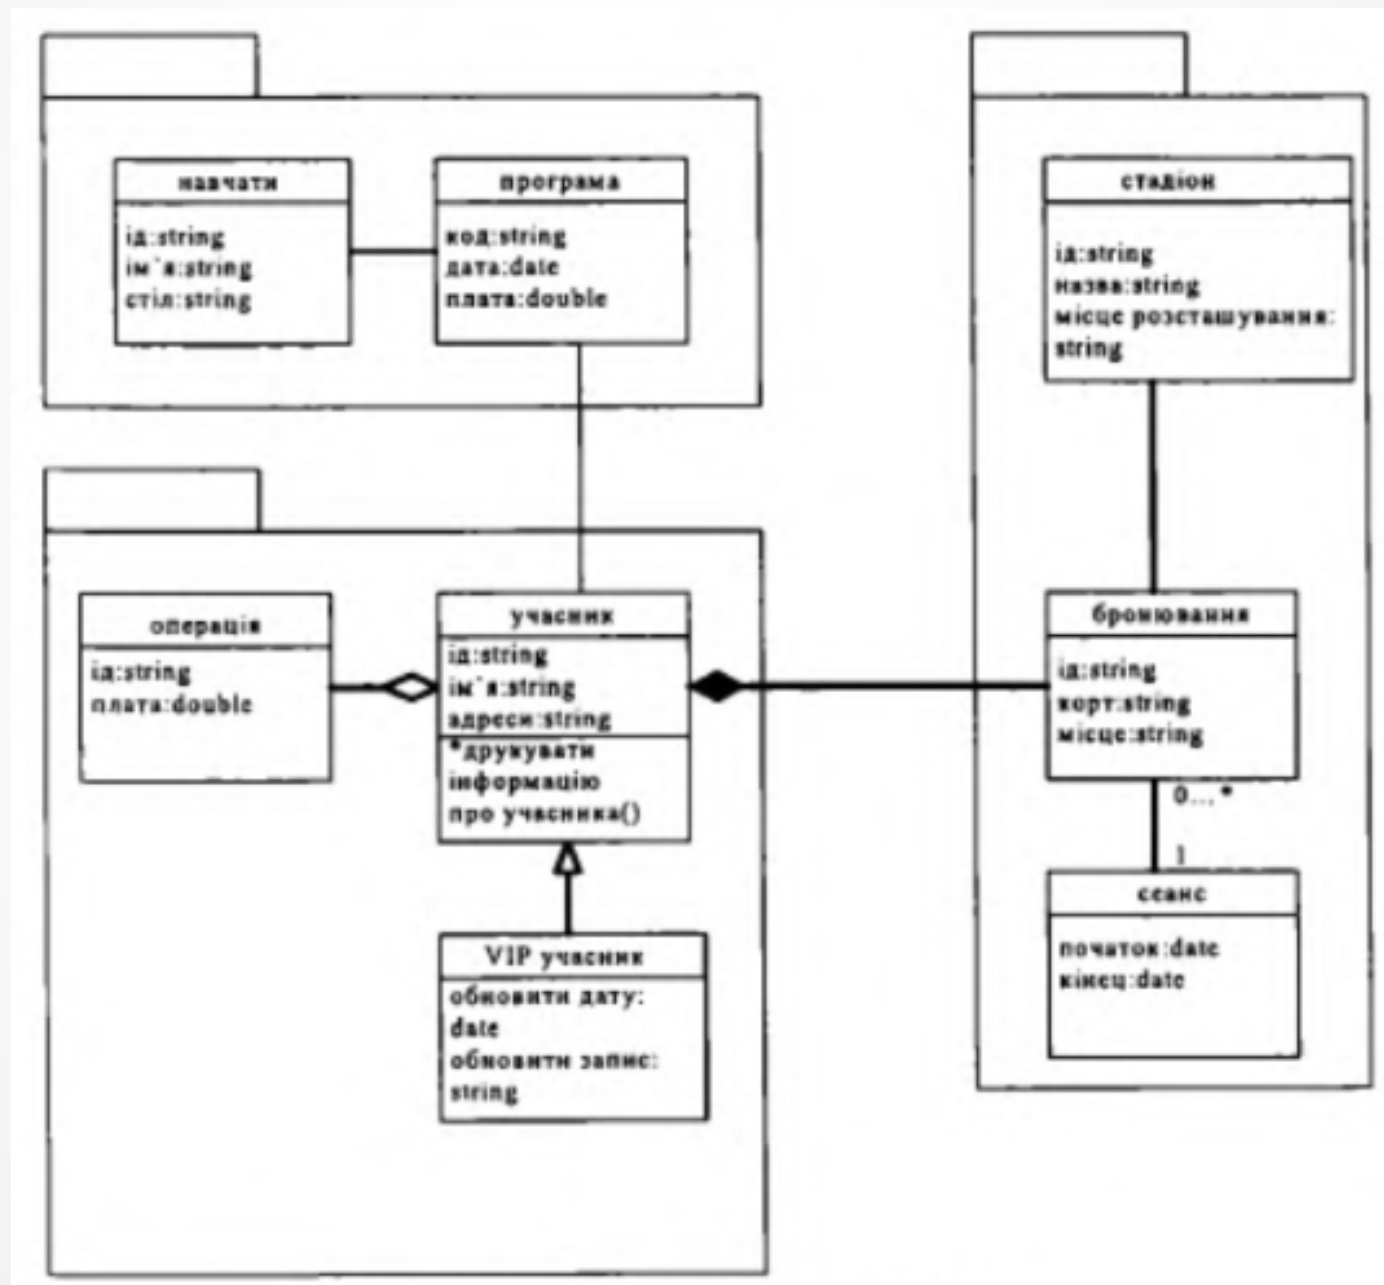 навчати
ід:string
ім`я:string
стіл:string
програма
код:string
дата:date
плата:double
стадіон
ід:string
назва:string
місце розсташування:
string
операція
ід:string
плата:double
учасник
ід:string
ім`я:string
адреси:string
*друкувати
інформацію
про учасника()
бронювання
ід:string
корт:string
місце:string
0...*
1
сеанс
початок:date
кінец:date
VIP учасник
обновити дату:
date
обновити запис:
string